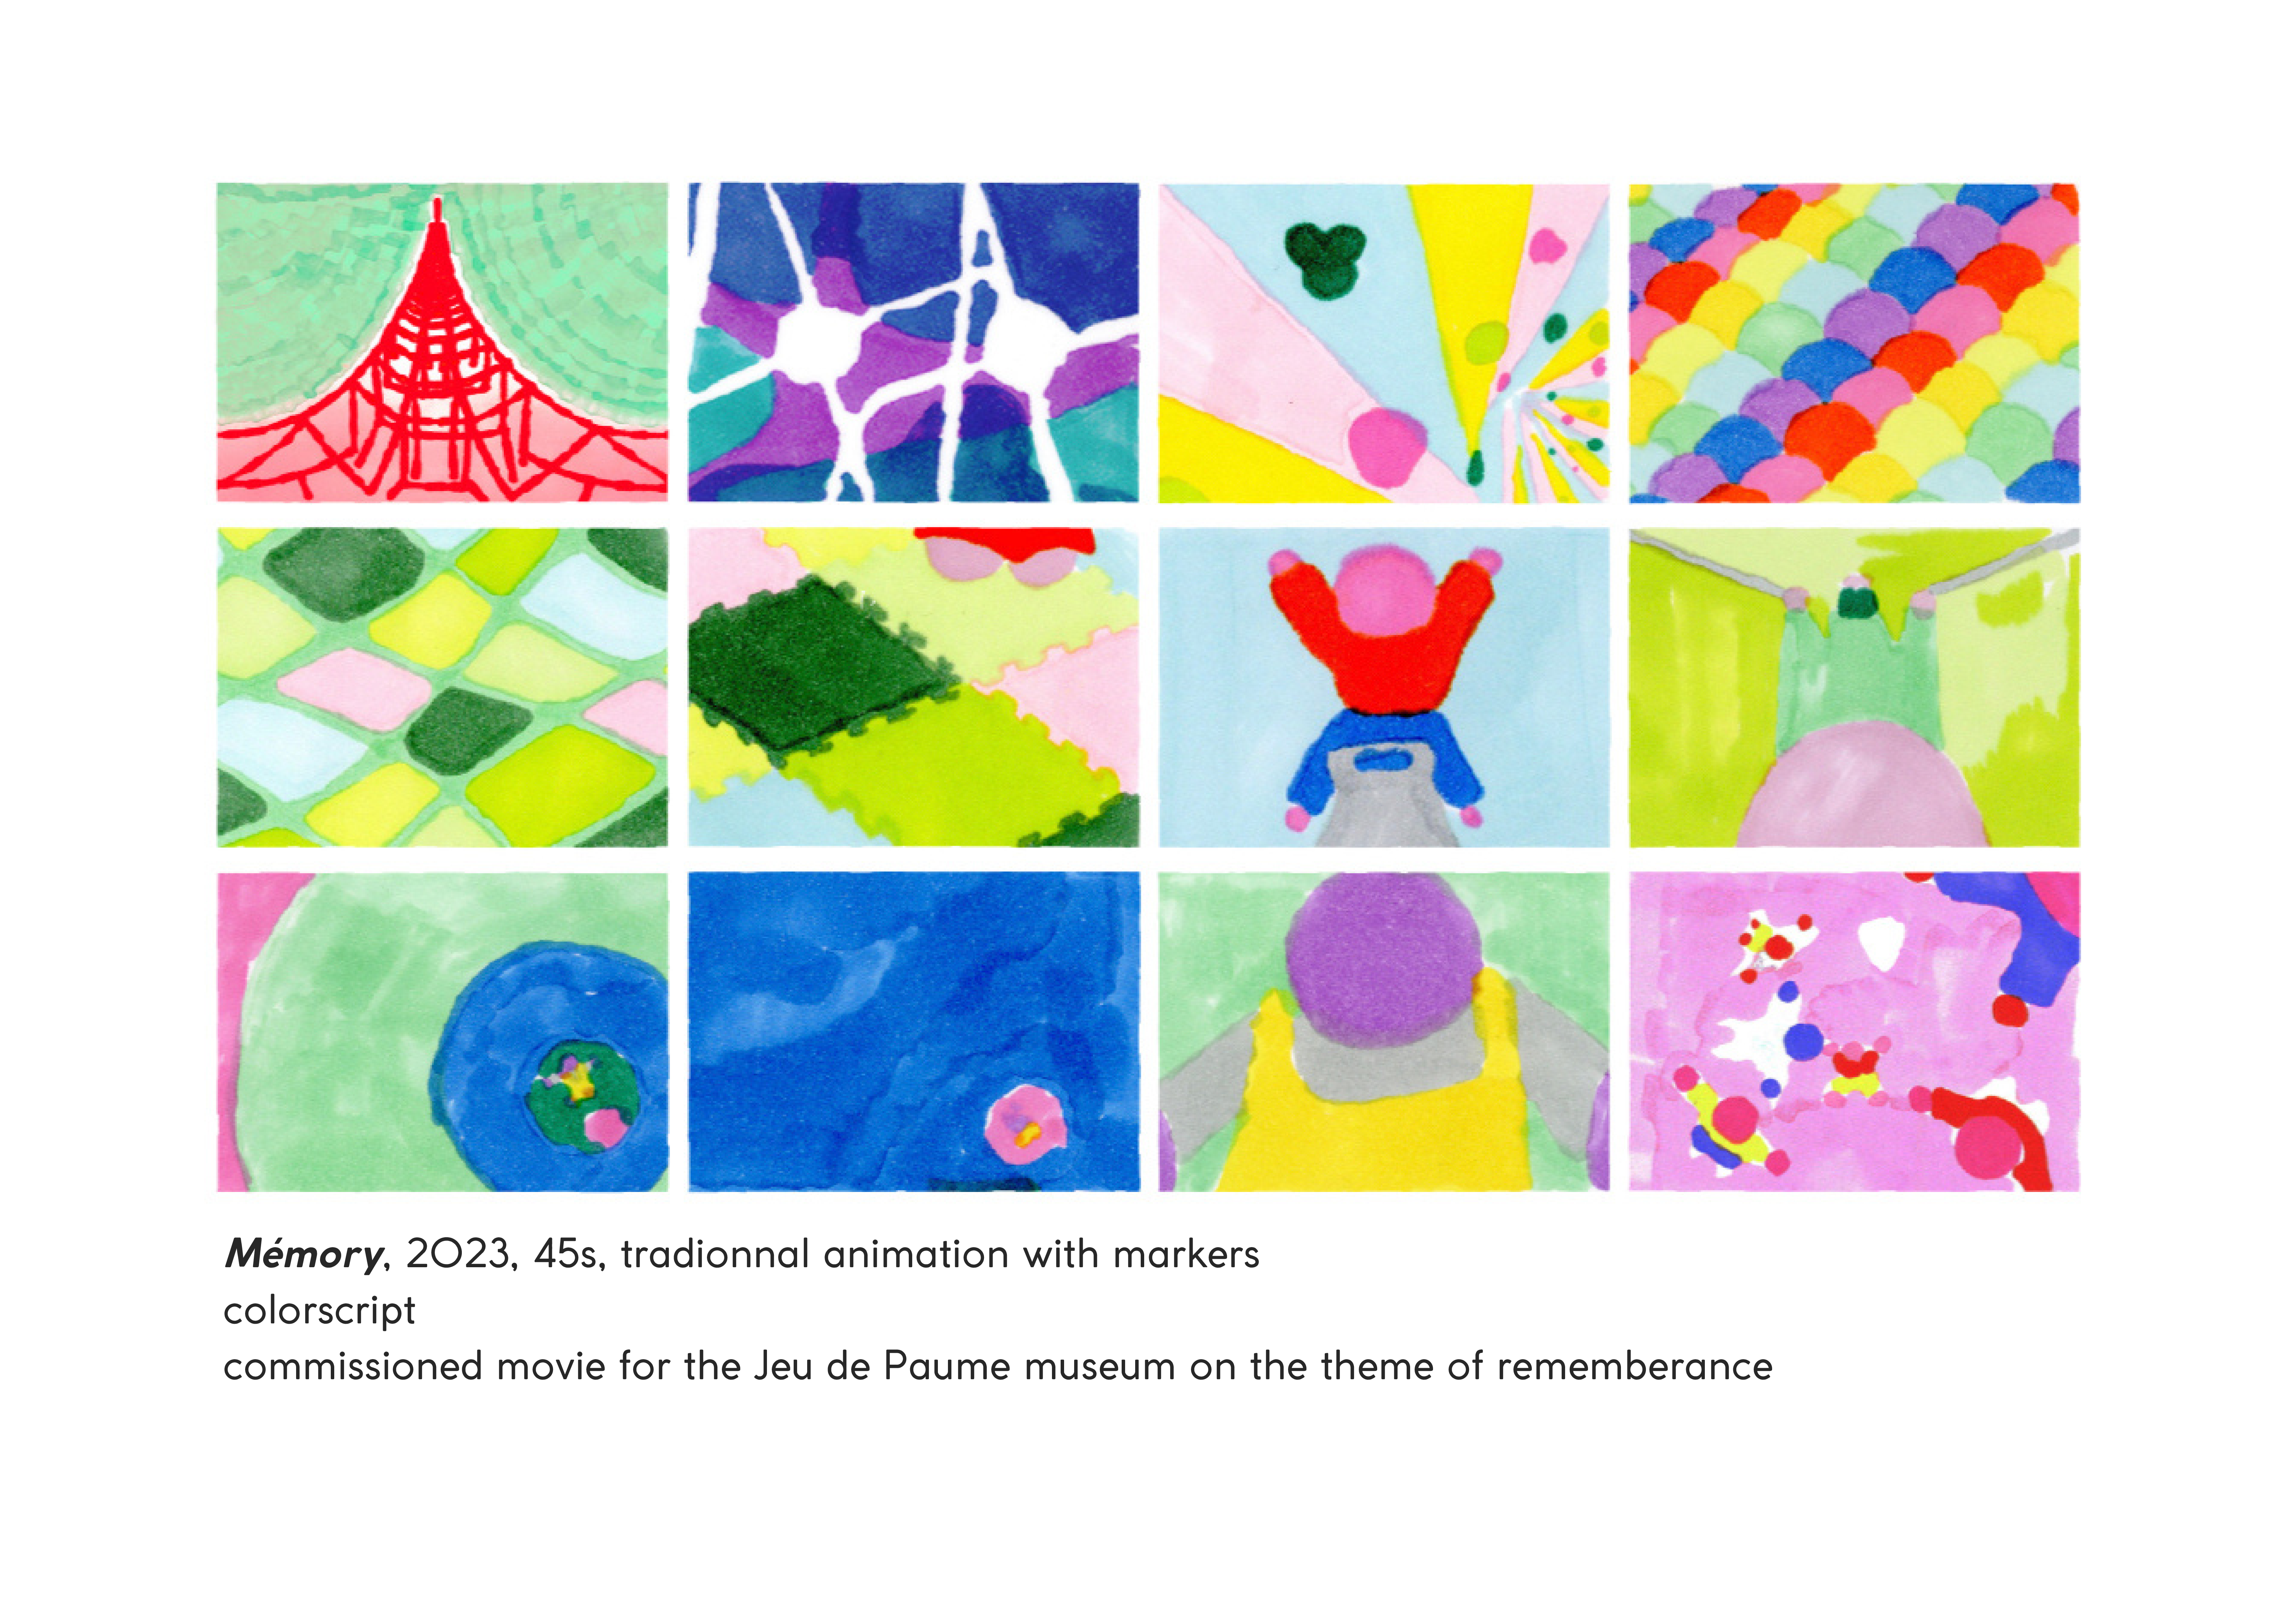 Mémory, 2023, 45s, tradionnal animation with markers
colorscript
commissioned movie for the Jeu de Paume museum on the theme of rememberance